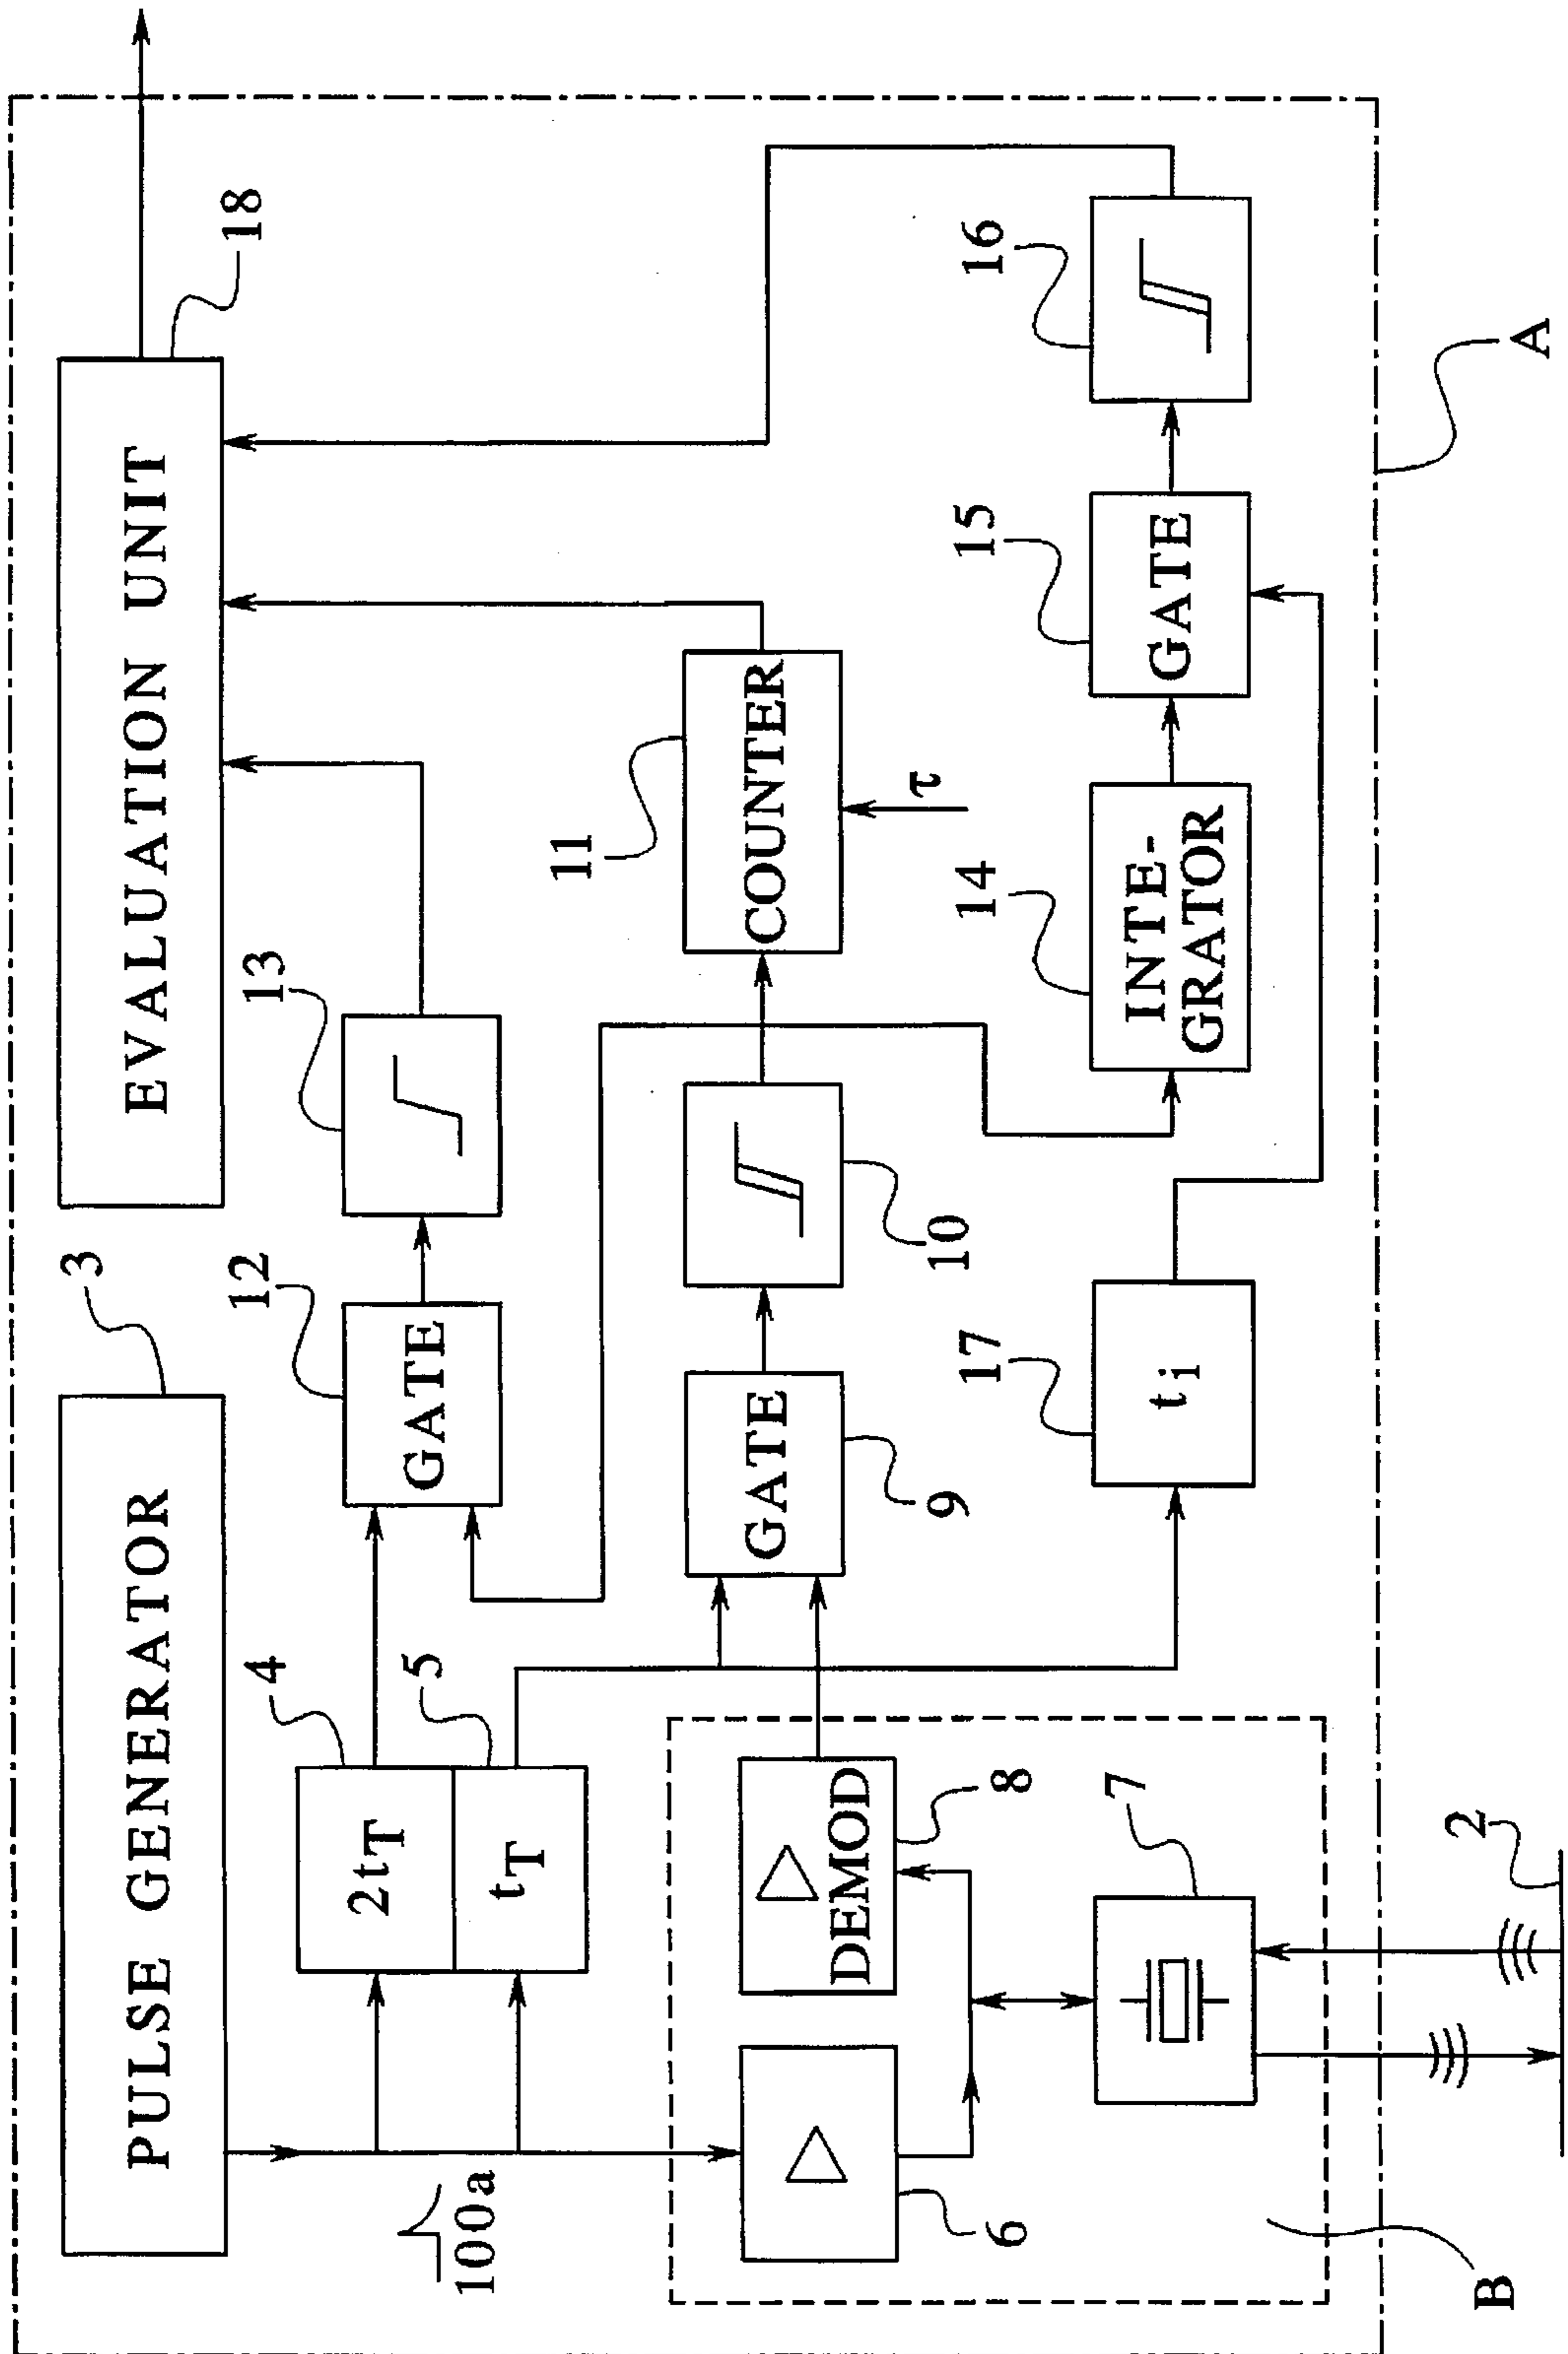 PULSE GENERATOR
3
EVALUATION UNIT
18
100a
4
2tT
5
tT
12
GATE
13
6
DEMOD
8
7
GATE
9
10
11
COUNTER
τ
17
ti
14
INTE-
GRATOR
15
GATE
16
B
2
A